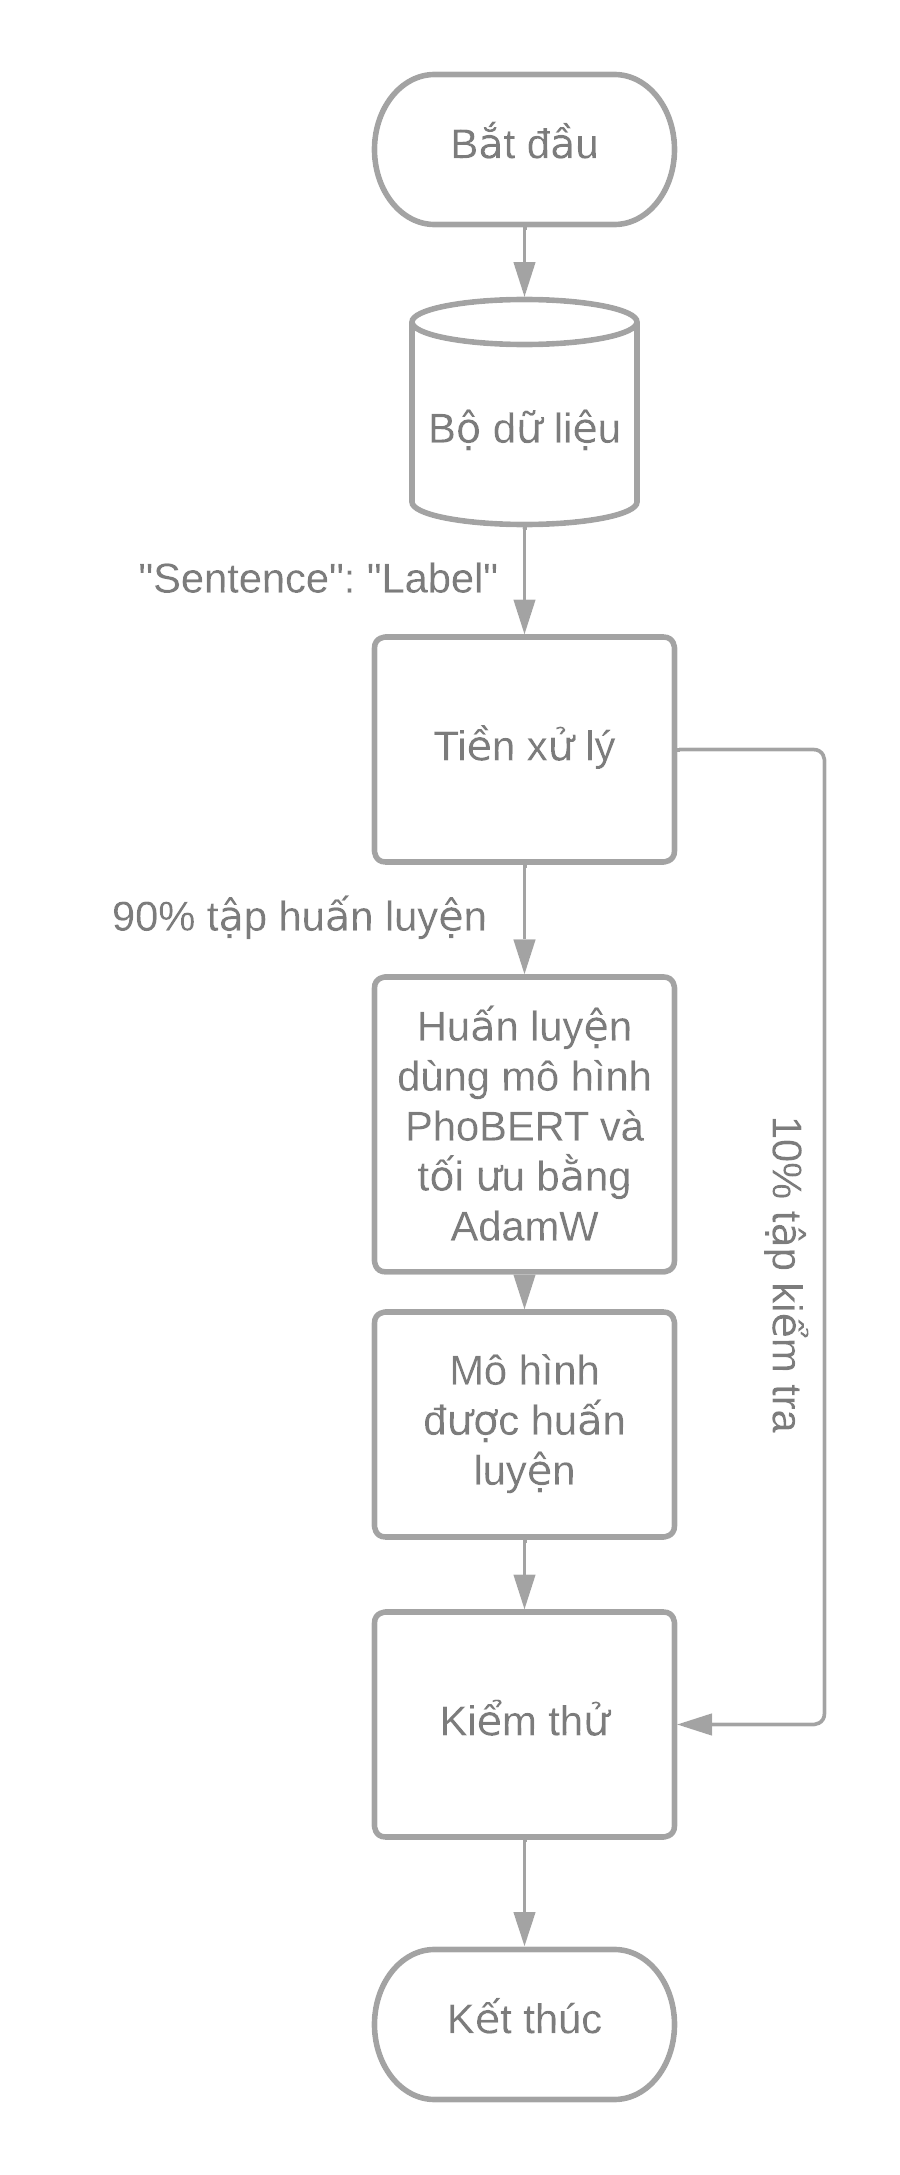 Bắt đầu
Bộ dữ liệu
"Sentence": "Label"
Tiền xử lý
90% tập huấn luyện
Huấn luyện
dùng mô hình
PhoBERT và
tối ưu bằng
AdamW
10% tập kiểm tra
Mô hình
được huấn
luyện
Kiểm thử
Kết thúc